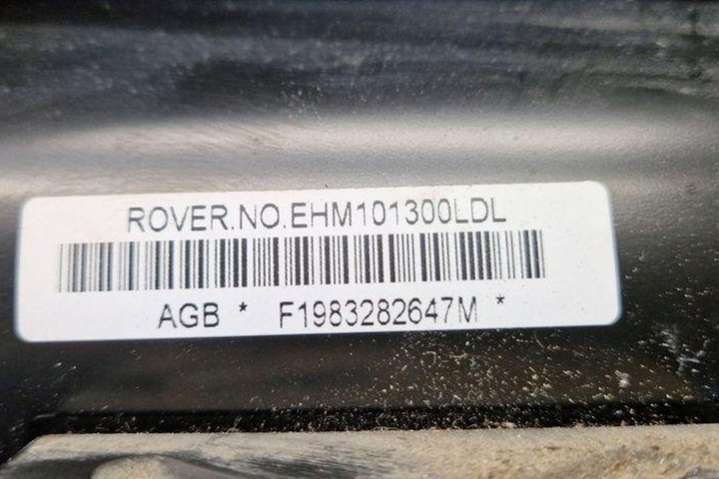 ROVER.NO.EHM101300LDL
AGB * F1983282647M *